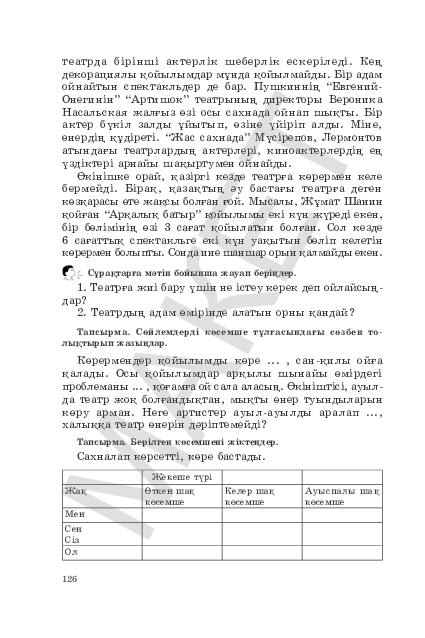 театрда бірінші актерлік шеберлік ескеріледі. Кең
декорациялы қойылымдар мұнда қойылмайды. Бір адам
ойнайтын спектакльдер де бар. Пушкиннің “Евгений-
Онегинін” “Артишок” театрының директоры Вероника
Насальская жалғыз өзі осы сахнада ойнап шықты. Бір
актер бүкіл залды ұйытып, өзіне үйіріп алды. Міне,
өнердің құдіреті. “Жас сахнада” Мүсірепов, Лермонтов
атындағы театрлардың актерлері, киноактерлердің ең
үздіктері арнайы шақыртумен ойнайды.
Өкінішке орай, қазіргі кезде театрға көрермен келе
бермейді. Бірақ, қазақтың әу бастағы театрға деген
көзқарасы өте жақсы болған ғой. Мысалы, Жұмат Шанин
қойған “Арқалық батыр” қойылымы екі күн жүреді екен,
бір бөлімінің өзі 3 сағат қойылатын болған. Сол кезде
6 сағаттық спектакльге екі күн уақытын бөліп келетін
көрермен болыпты. Сонда ине шаншар орын қалмайды екен.
Сұрақтарға мәтін бойынша жауап беріңдер.
1. Театрға жиі бару үшін не істеу керек деп ойлайсың-
дар?
2. Театрдың адам өмірінде алатын орны қандай?
Тапсырма. Сөйлемдерді көсемше тұлғасындағы сөзбен то-
лықтырып жазыңдар.
Көрермендер қойылымды көре ... , сан-қилы ойға
қалады. Осы қойылымдар арқылы шынайы өмірдегі
проблеманы ... , қоғамға ой сала аласың. Өкініштісі, ауыл-
да театр жоқ болғандықтан, мықты өнер туындыларын
көру арман. Неге артистер ауыл-ауылды аралап ...,
халыққа театр өнерін дәріптемейді?
Тапсырма. Берілген көсемшені жіктеңдер.
Сахналап көрсетті, көре бастады.
Жекеше түрі
Жақ Өткен шақ көсемше Келер шақ көсемше Ауыспалы шақ көсемше
Мен
Сен
Сіз
Ол
126
МАКЕТ